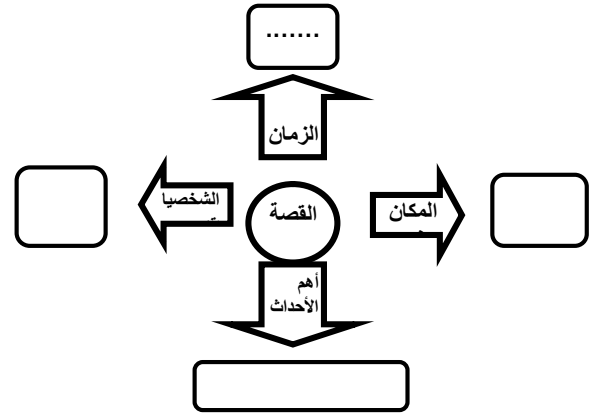 .......
الزمان
الشخصيا
القصة
المكان
أهم
الأحداث